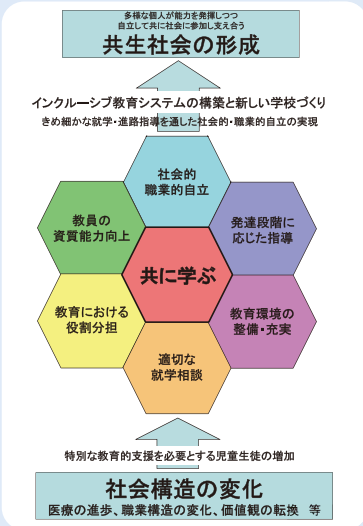 多様な個人が能力を発揮しつつ
自立して共に社会に参加し支え合う
共生社会の形成
インクルーシブ教育システムの構築と新しい学校づくり
きめ細かな就学・進路指導を通した社会的・職業的自立の実現
社会的
職業的自立
教員の
資質能力向上
発達段階に
応じた指導
共に学ぶ
教育における
役割分担
教育環境の
整備・充実
適切な
就学相談
特別な教育的支援を必要とする児童生徒の増加
社会構造の変化
医療の進歩、職業構造の変化、価値観の転換 等